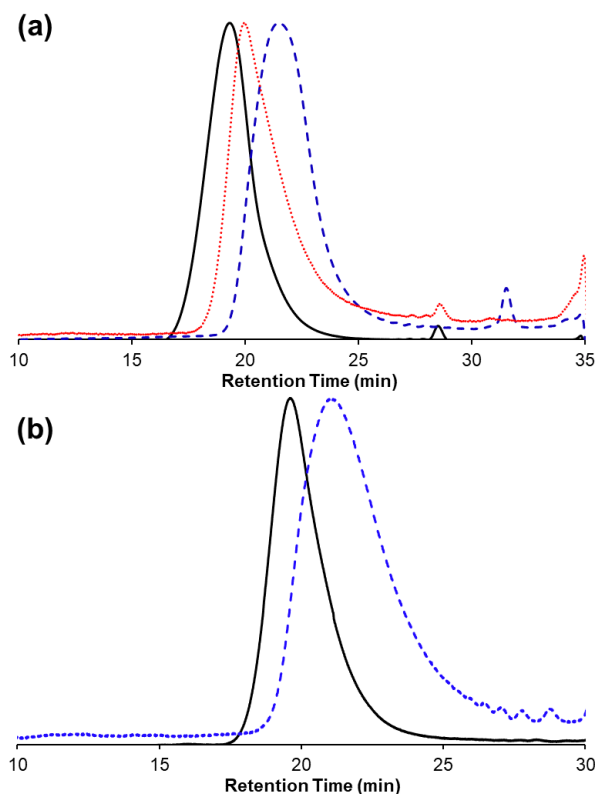 (a)
10 15 20 25 30 35
Retention Time (min)
(b)
10 15 20 25 30
Retention Time (min)